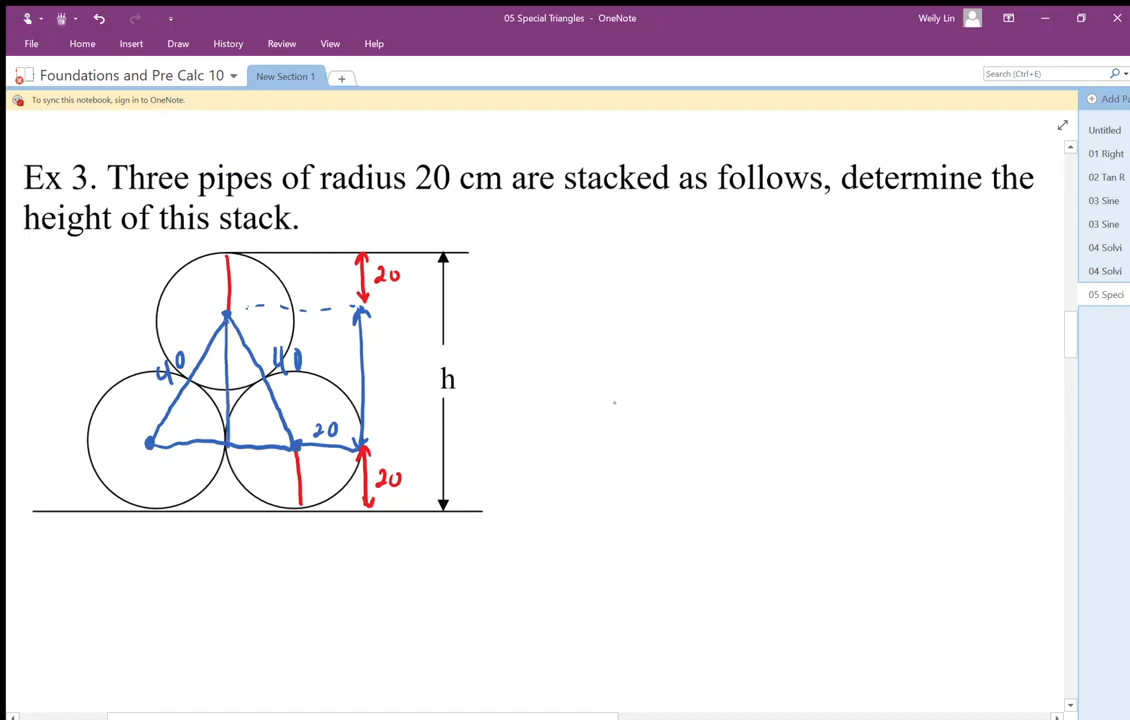 05 Special Triangles - OneNote
Weily Lin
File Home Insert Draw History Review View Help
Foundations and Pre Calc 10
New Section 1
+
Search (Ctrl+E)
To sync this notebook, sign in to OneNote.
Add Pa
Untitled
01 Right
02 Tan R
03 Sine
03 Sine
04 Solvi
04 Solvi
05 Speci
Ex 3. Three pipes of radius 20 cm are stacked as follows, determine the
height of this stack.
20
40 40
h
20
20